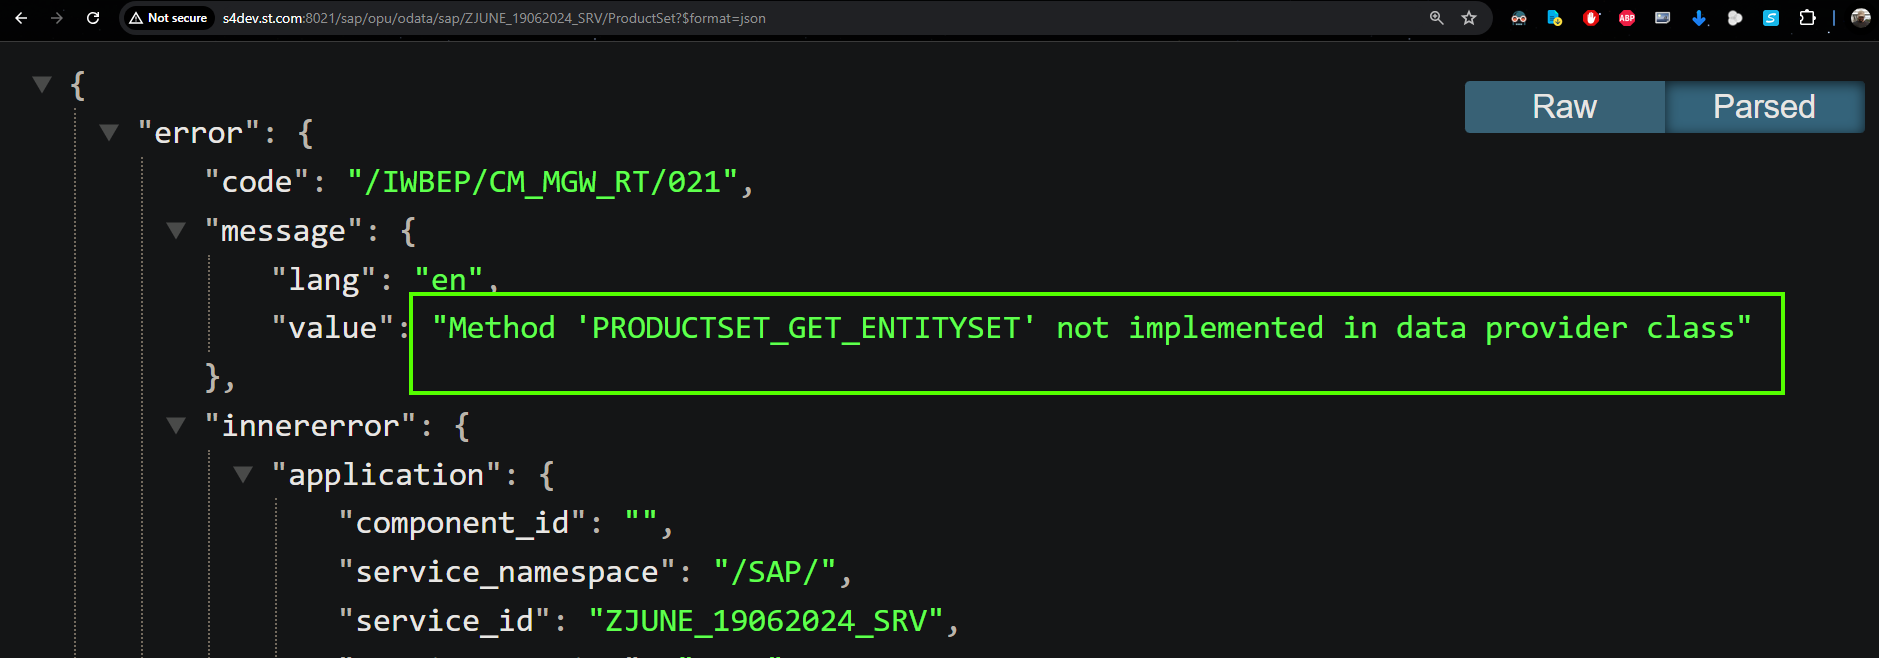 Not secure s4dev.st.com:8021/sap/opu/odata/sap/ZJUNE_19062024_SRV/ProductSet?$format=json
ABP
S
Raw Parsed
{
"error": {
"code": "/IWBEP/CM_MGW_RT/021",
"message": {
"lang": "en",
"value": "Method 'PRODUCTSET_GET_ENTITYSET' not implemented in data provider class"
},
"innererror": {
"application": {
"component_id": "",
"service_namespace": "/SAP/",
"service_id": "ZJUNE_19062024_SRV",